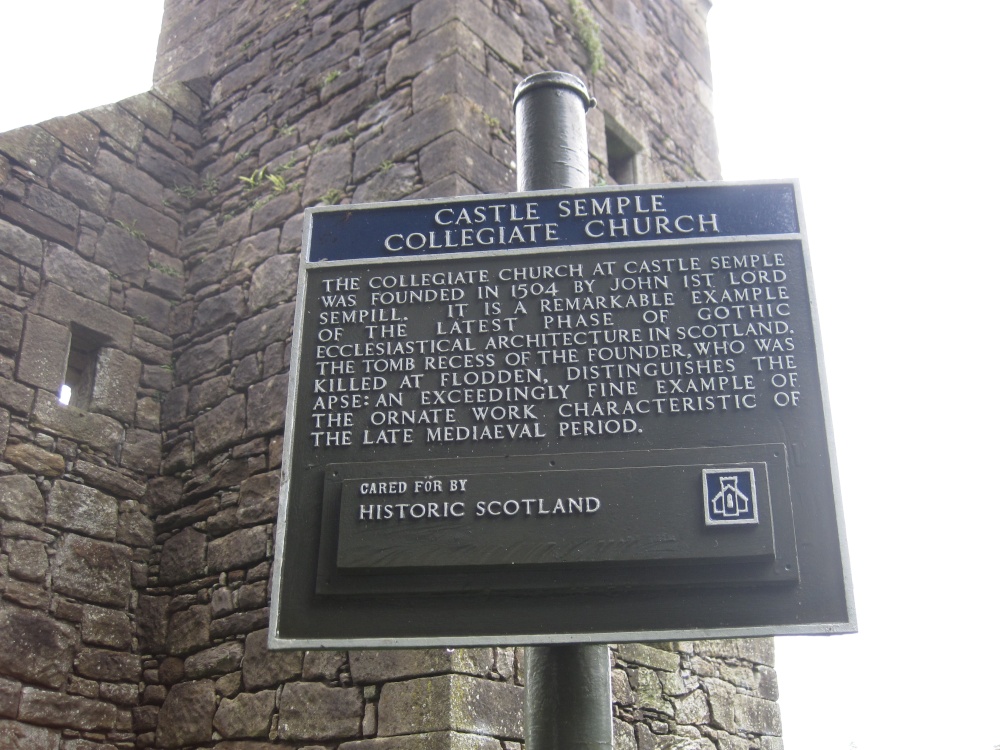 CASTLE SEMPLE
COLLEGIATE CHURCH
THE COLLEGIATE CHURCH AT CASTLE SEMPLE
WAS FOUNDED IN 1504 BY JOHN 1ST LORD
SEMPILL. IT IS A REMARKABLE EXAMPLE
OF THE LATEST PHASE OF GOTHIC
ECCLESIASTICAL ARCHITECTURE IN SCOTLAND.
THE TOMB RECESS OF THE FOUNDER, WHO WAS
KILLED AT FLODDEN, DISTINGUISHES THE
APSE: AN EXCEEDINGLY FINE EXAMPLE OF
THE ORNATE WORK CHARACTERISTIC OF
THE LATE MEDIAEVAL PERIOD.
CARED FOR BY
HISTORIC SCOTLAND